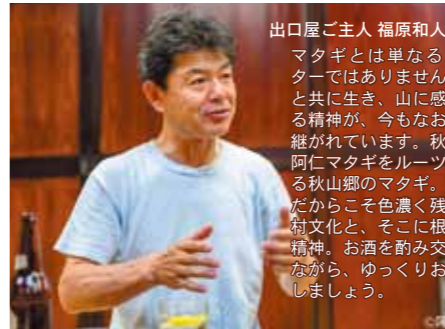 出口屋ご主人 福原和人
マタギとは単なる
ターではありません
と共に生き、山に感
る精神が、今もなお
継がれています。秋
阿仁マタギをルーツ
る秋山郷のマタギ。
だからこそ色濃く残
村文化と、そこに根
精神。お酒を酌み交
ながら、ゆっくりお
しましょう。